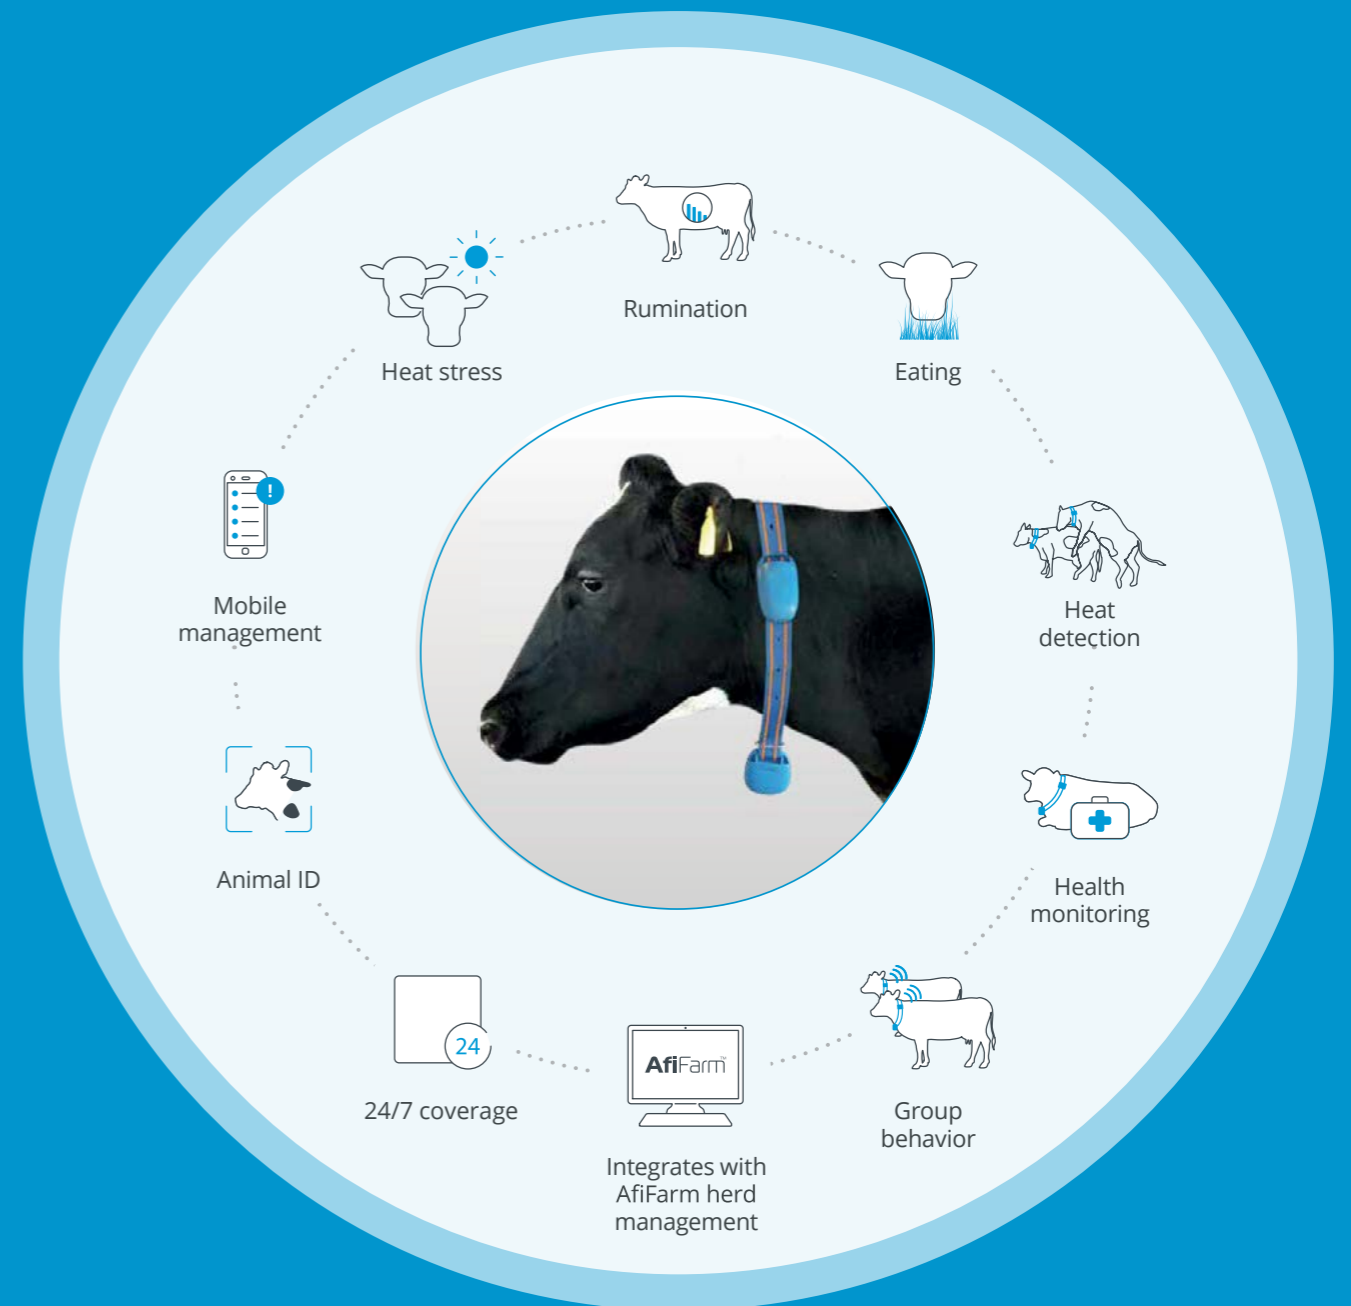 Rumination
Eating
Heat
detection
Health
monitoring
Group
behavior
AfiFarm™
Integrates with
AfiFarm herd
management
24
24/7 coverage
Animal ID
!
Mobile
management
Heat stress